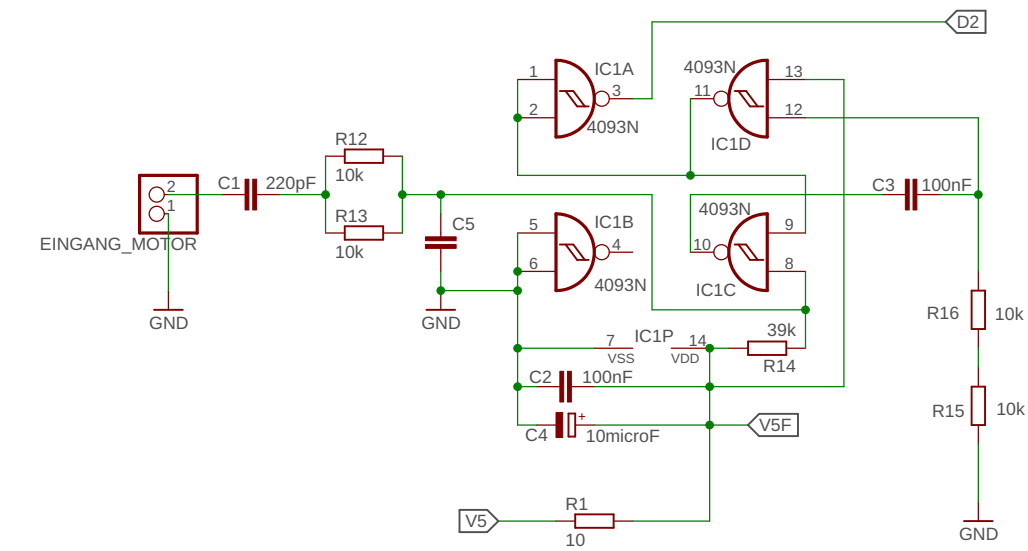 D2
IC1A
4093N
1
3
11
13
2
12
4093N
IC1D
R12
10k
2
C1
220pF
C3
100nF
1
R13
10k
EINGANG_MOTOR
C5
IC1B
4093N
5
4
10
9
6
8
4093N
IC1C
GND
GND
R16
10k
39k
7
IC1P
14
VSS
VDD
R14
C2
100nF
R15
10k
+
C4
10microF
V5F
R1
V5
10
GND